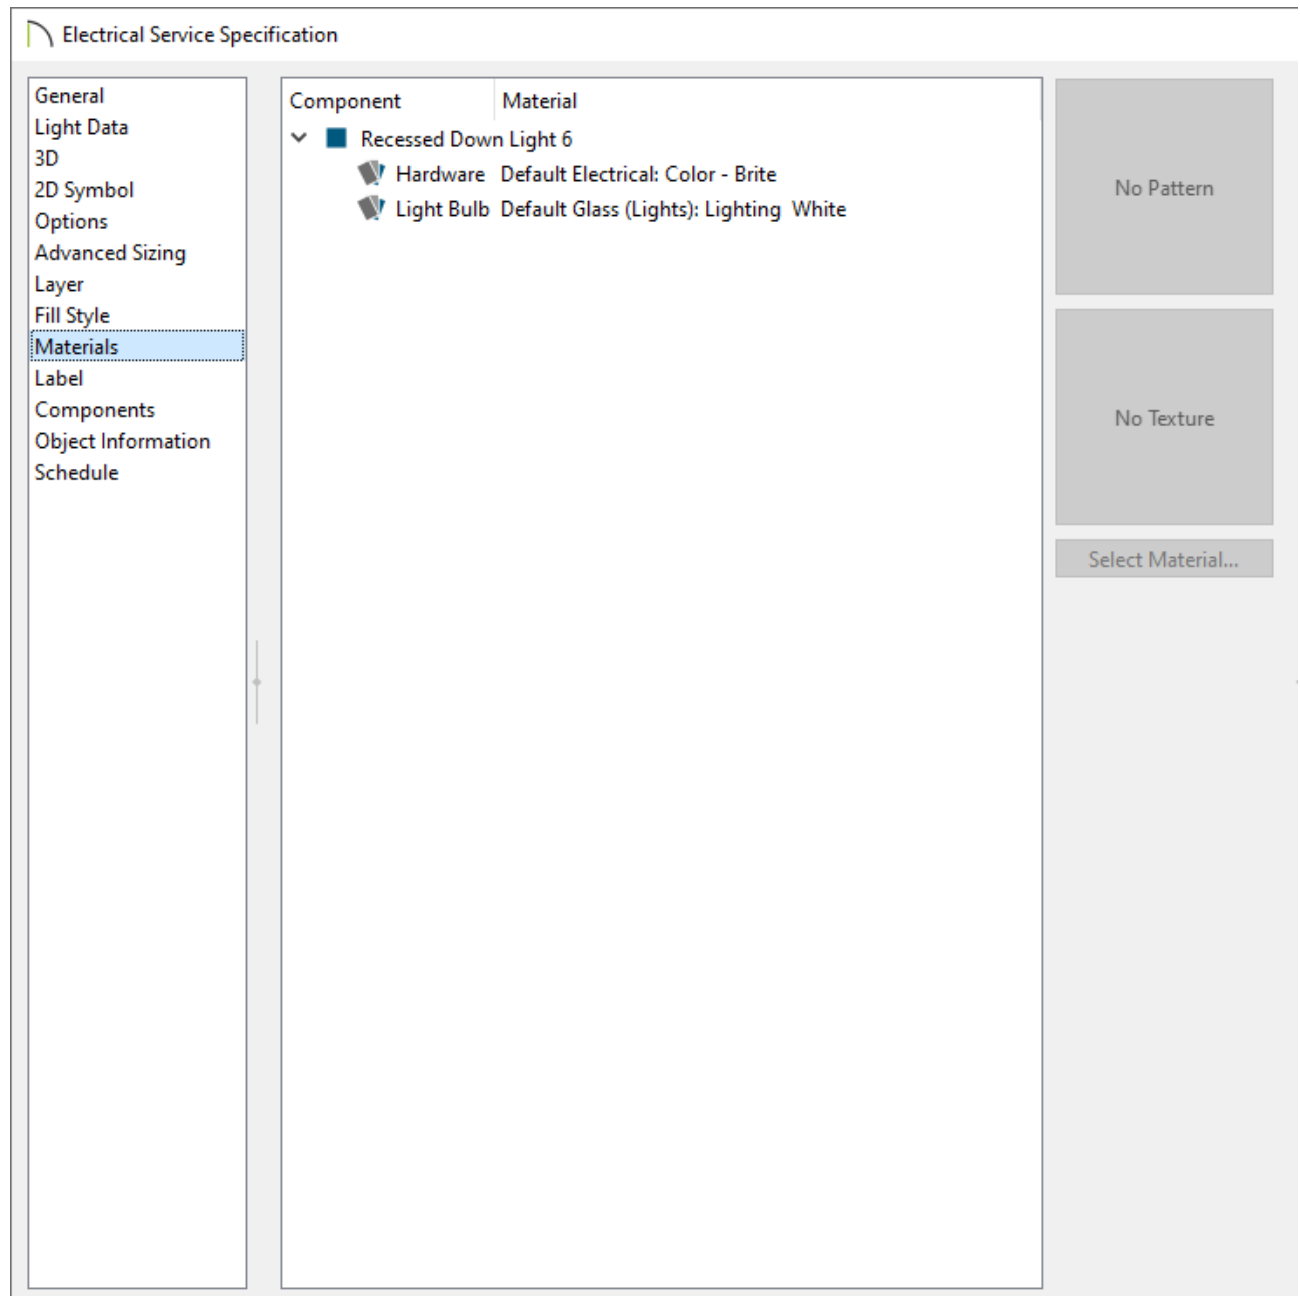 Electrical Service Specification
General
Light Data
3D
2D Symbol
Options
Advanced Sizing
Layer
Fill Style
Materials
Label
Components
Object Information
Schedule
Component Material
Recessed Down Light 6
Hardware Default Electrical: Color - Brite
Light Bulb Default Glass (Lights): Lighting  White
No Pattern
No Texture
Select Material...